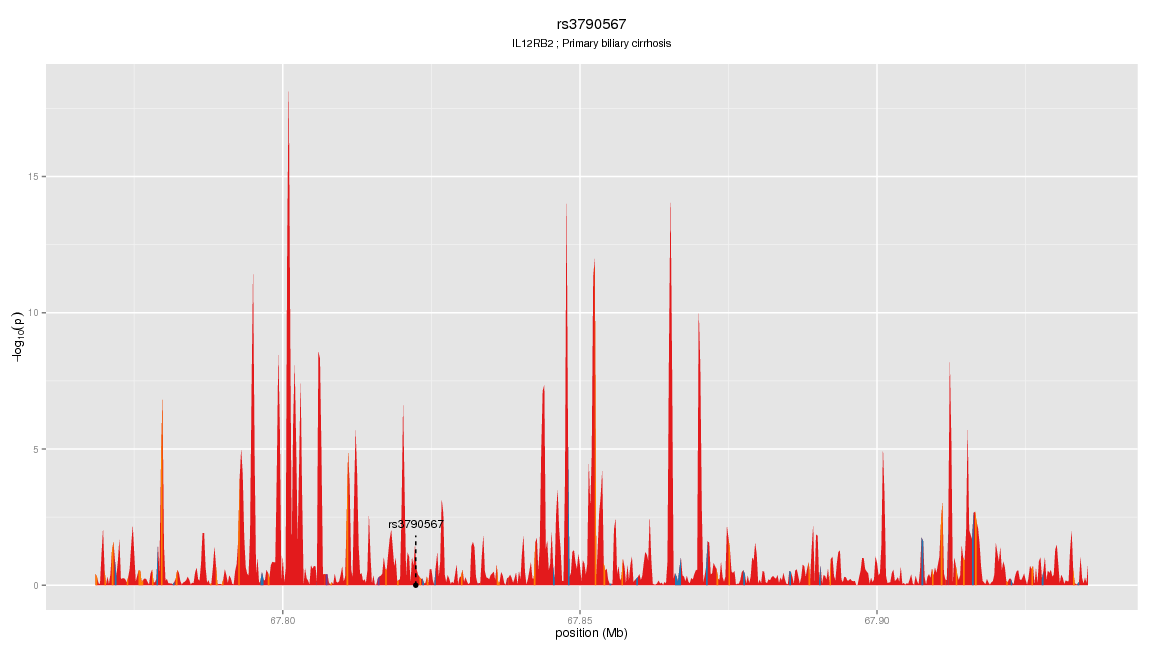 rs3790567
IL12RB2 ; Primary biliary cirrhosis
15
10
5
0
−log10(p)
rs3790567
67.80
67.85
67.90
position (Mb)